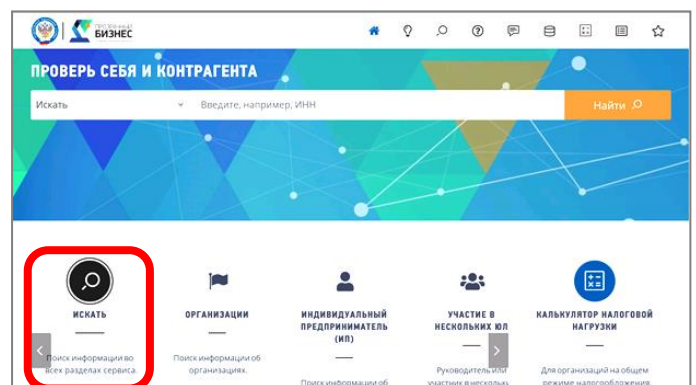 ПРОЗРАЧНЫЙ
БИЗНЕС
ПРОВЕРЬ СЕБЯ И КОНТРАГЕНТА
Искать
Введите, например, ИНН
Найти
ИСКАТЬ
Поиск информации во
всех разделах сервиса.
ОРГАНИЗАЦИИ
Поиск информации об
организациях.
ИНДИВИДУАЛЬНЫЙ
ПРЕДПРИНИМАТЕЛЬ
(ИП)
Поиск информации об
УЧАСТИЕ В
НЕСКОЛЬКИХ ЮЛ
Руководитель или
участник в нескольких
КАЛЬКУЛЯТОР НАЛОГОВОЙ
НАГРУЗКИ
Для организаций на общем
режиме налогообложения